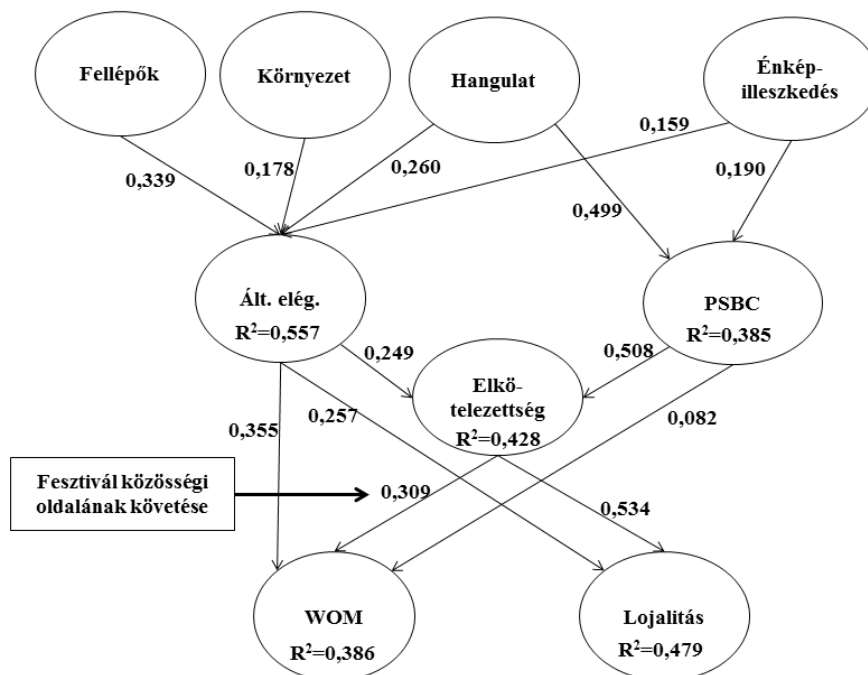 Fellépők
Környezet
Hangulat
Énkép-
illeszkedés
0,339
0,178
0,260
0,159
0,499
0,190
Ált. elég.
R²=0,557
PSBC
R²=0,385
0,249
0,508
Elkö-
telezettség
R²=0,428
0,355
0,257
0,082
Fesztivál közösségi
oldalának követése
0,309
0,534
WOM
R²=0,386
Lojalitás
R²=0,479